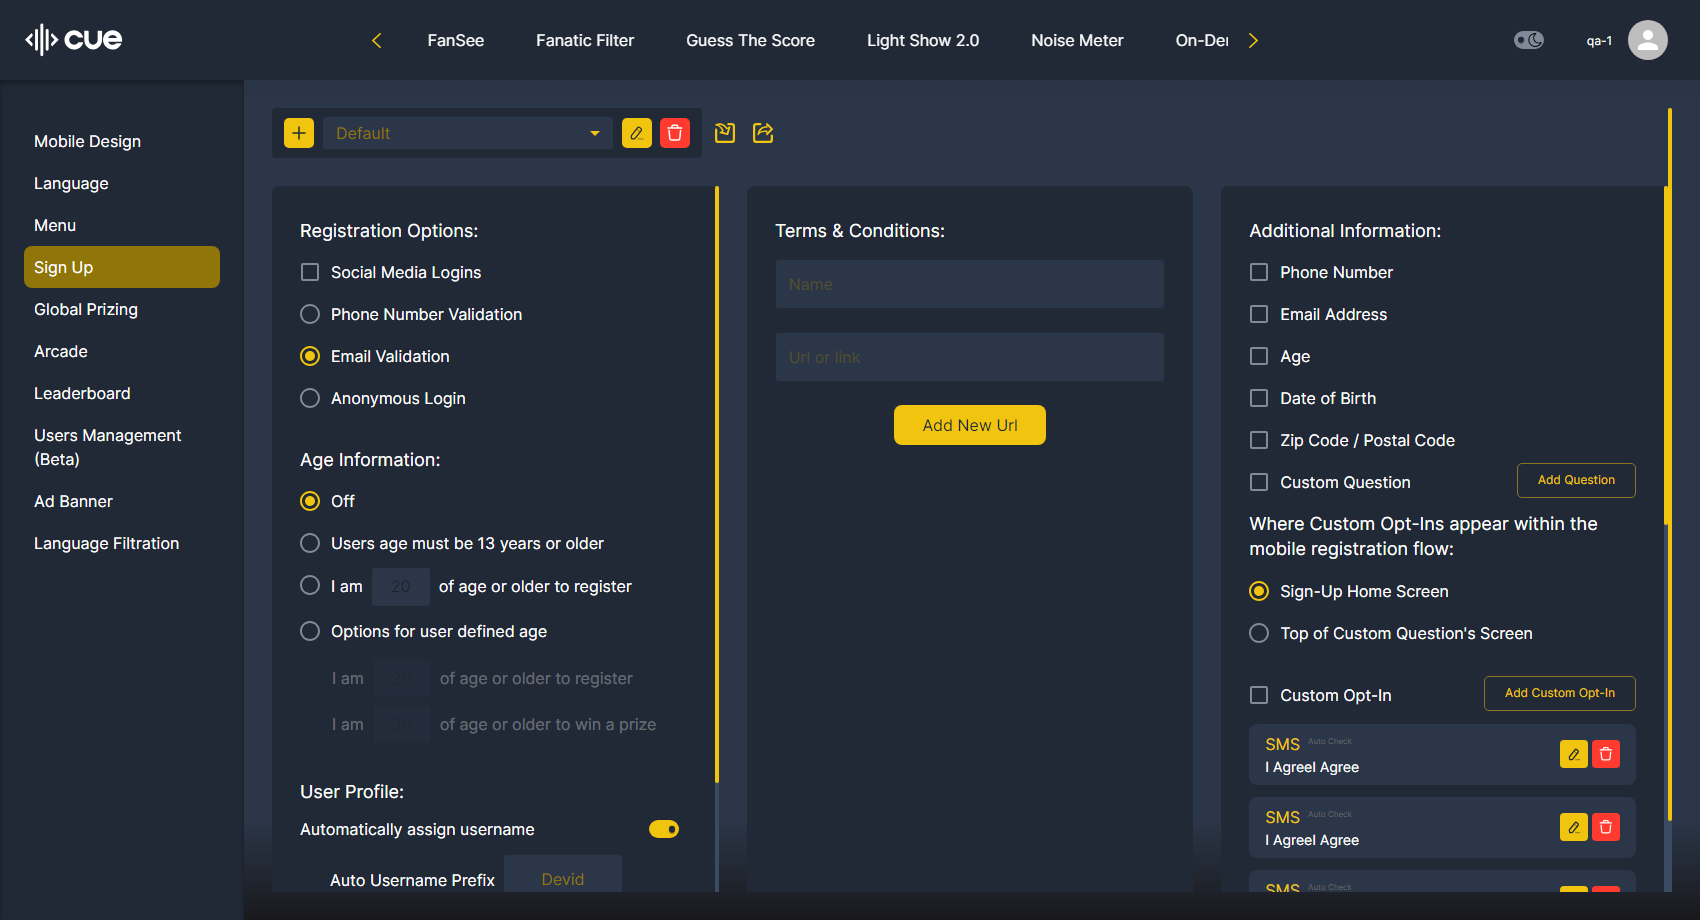 cue
FanSee
Fanatic Filter
Guess The Score
Light Show 2.0
Noise Meter
On-Der
qa-1
Mobile Design
Language
Menu
Sign Up
Global Prizing
Arcade
Leaderboard
Users Management
(Beta)
Ad Banner
Language Filtration
Default
Registration Options:
Social Media Logins
Phone Number Validation
Email Validation
Anonymous Login
Age Information:
Off
Users age must be 13 years or older
I am 20 of age or older to register
Options for user defined age
I am 20 of age or older to register
I am 30 of age or older to win a prize
User Profile:
Automatically assign username
Auto Username Prefix Devid
Terms & Conditions:
Name
Url or link
Add New Url
Additional Information:
Phone Number
Email Address
Age
Date of Birth
Zip Code / Postal Code
Custom Question Add Question
Where Custom Opt-Ins appear within the
mobile registration flow:
Sign-Up Home Screen
Top of Custom Question's Screen
Custom Opt-In Add Custom Opt-In
SMS Auto Check
I AgreeI Agree
SMS Auto Check
I AgreeI Agree
SMS Auto Check